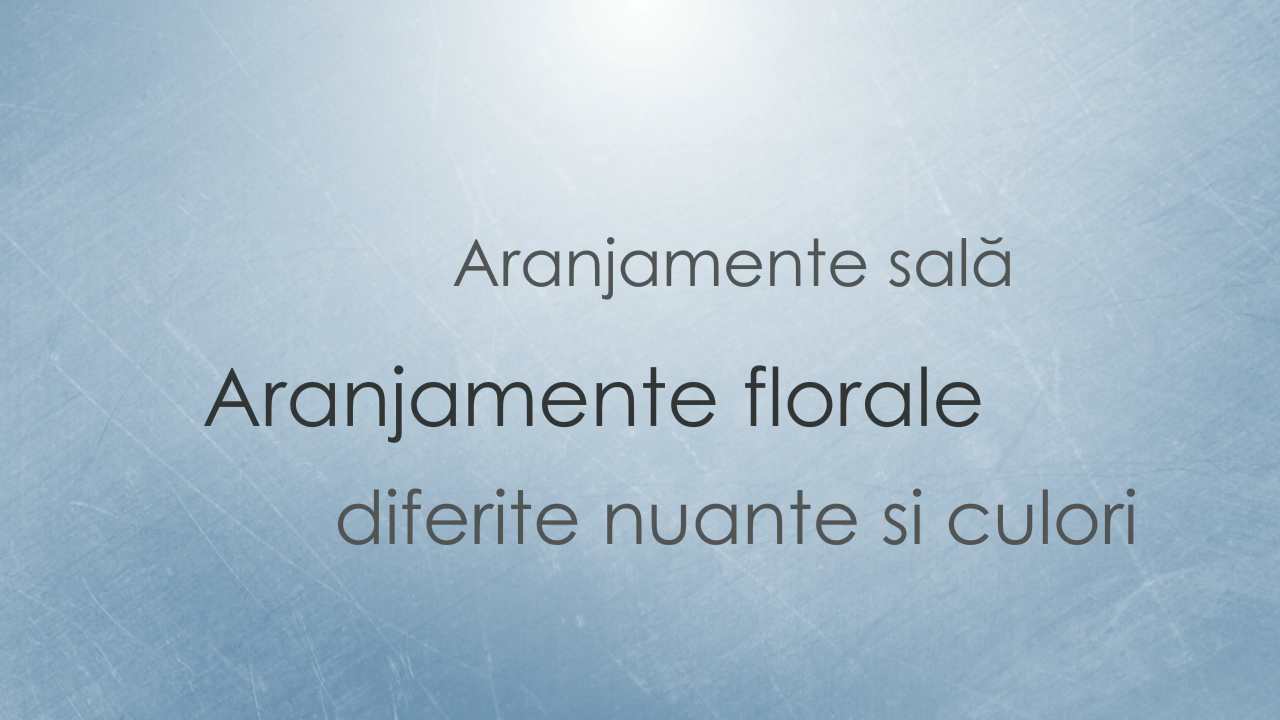 Aranjamente sală
Aranjamente florale
diferite nuante si culori